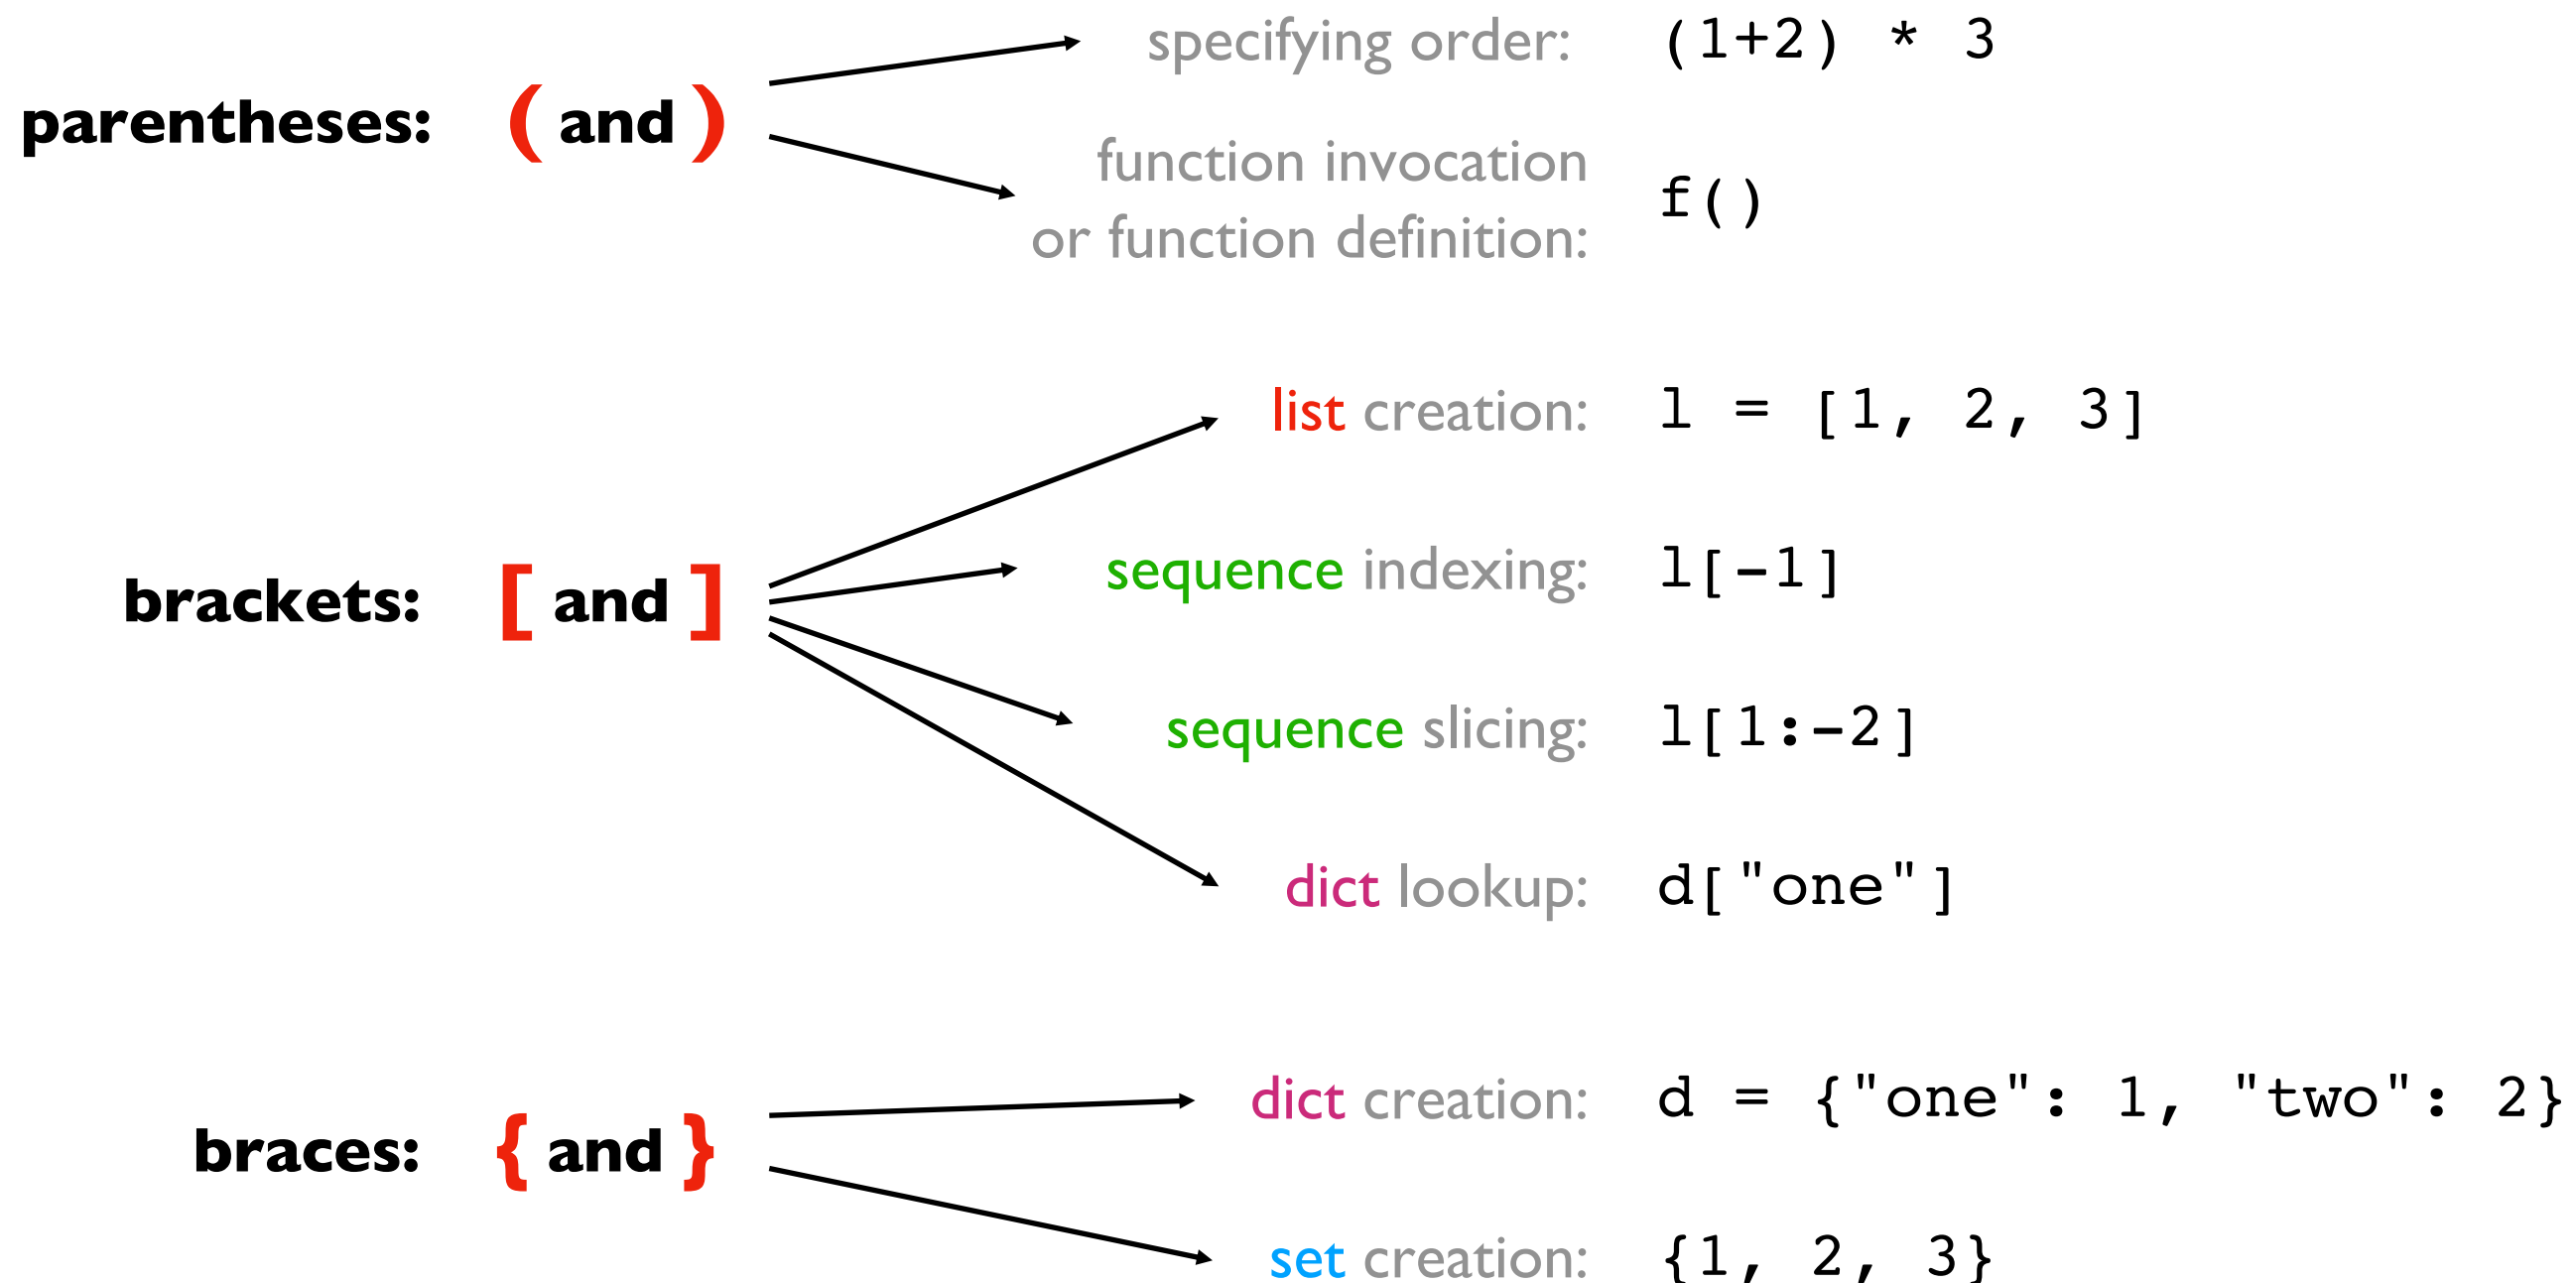 parentheses: ( and )
specifying order: (1+2) * 3
function invocation
or function definition: f()
brackets: [ and ]
list creation: l = [1, 2, 3]
sequence indexing: l[-1]
sequence slicing: l[1:-2]
dict lookup: d["one"]
braces: { and }
dict creation: d = {"one": 1, "two": 2}
set creation: {1, 2, 3}